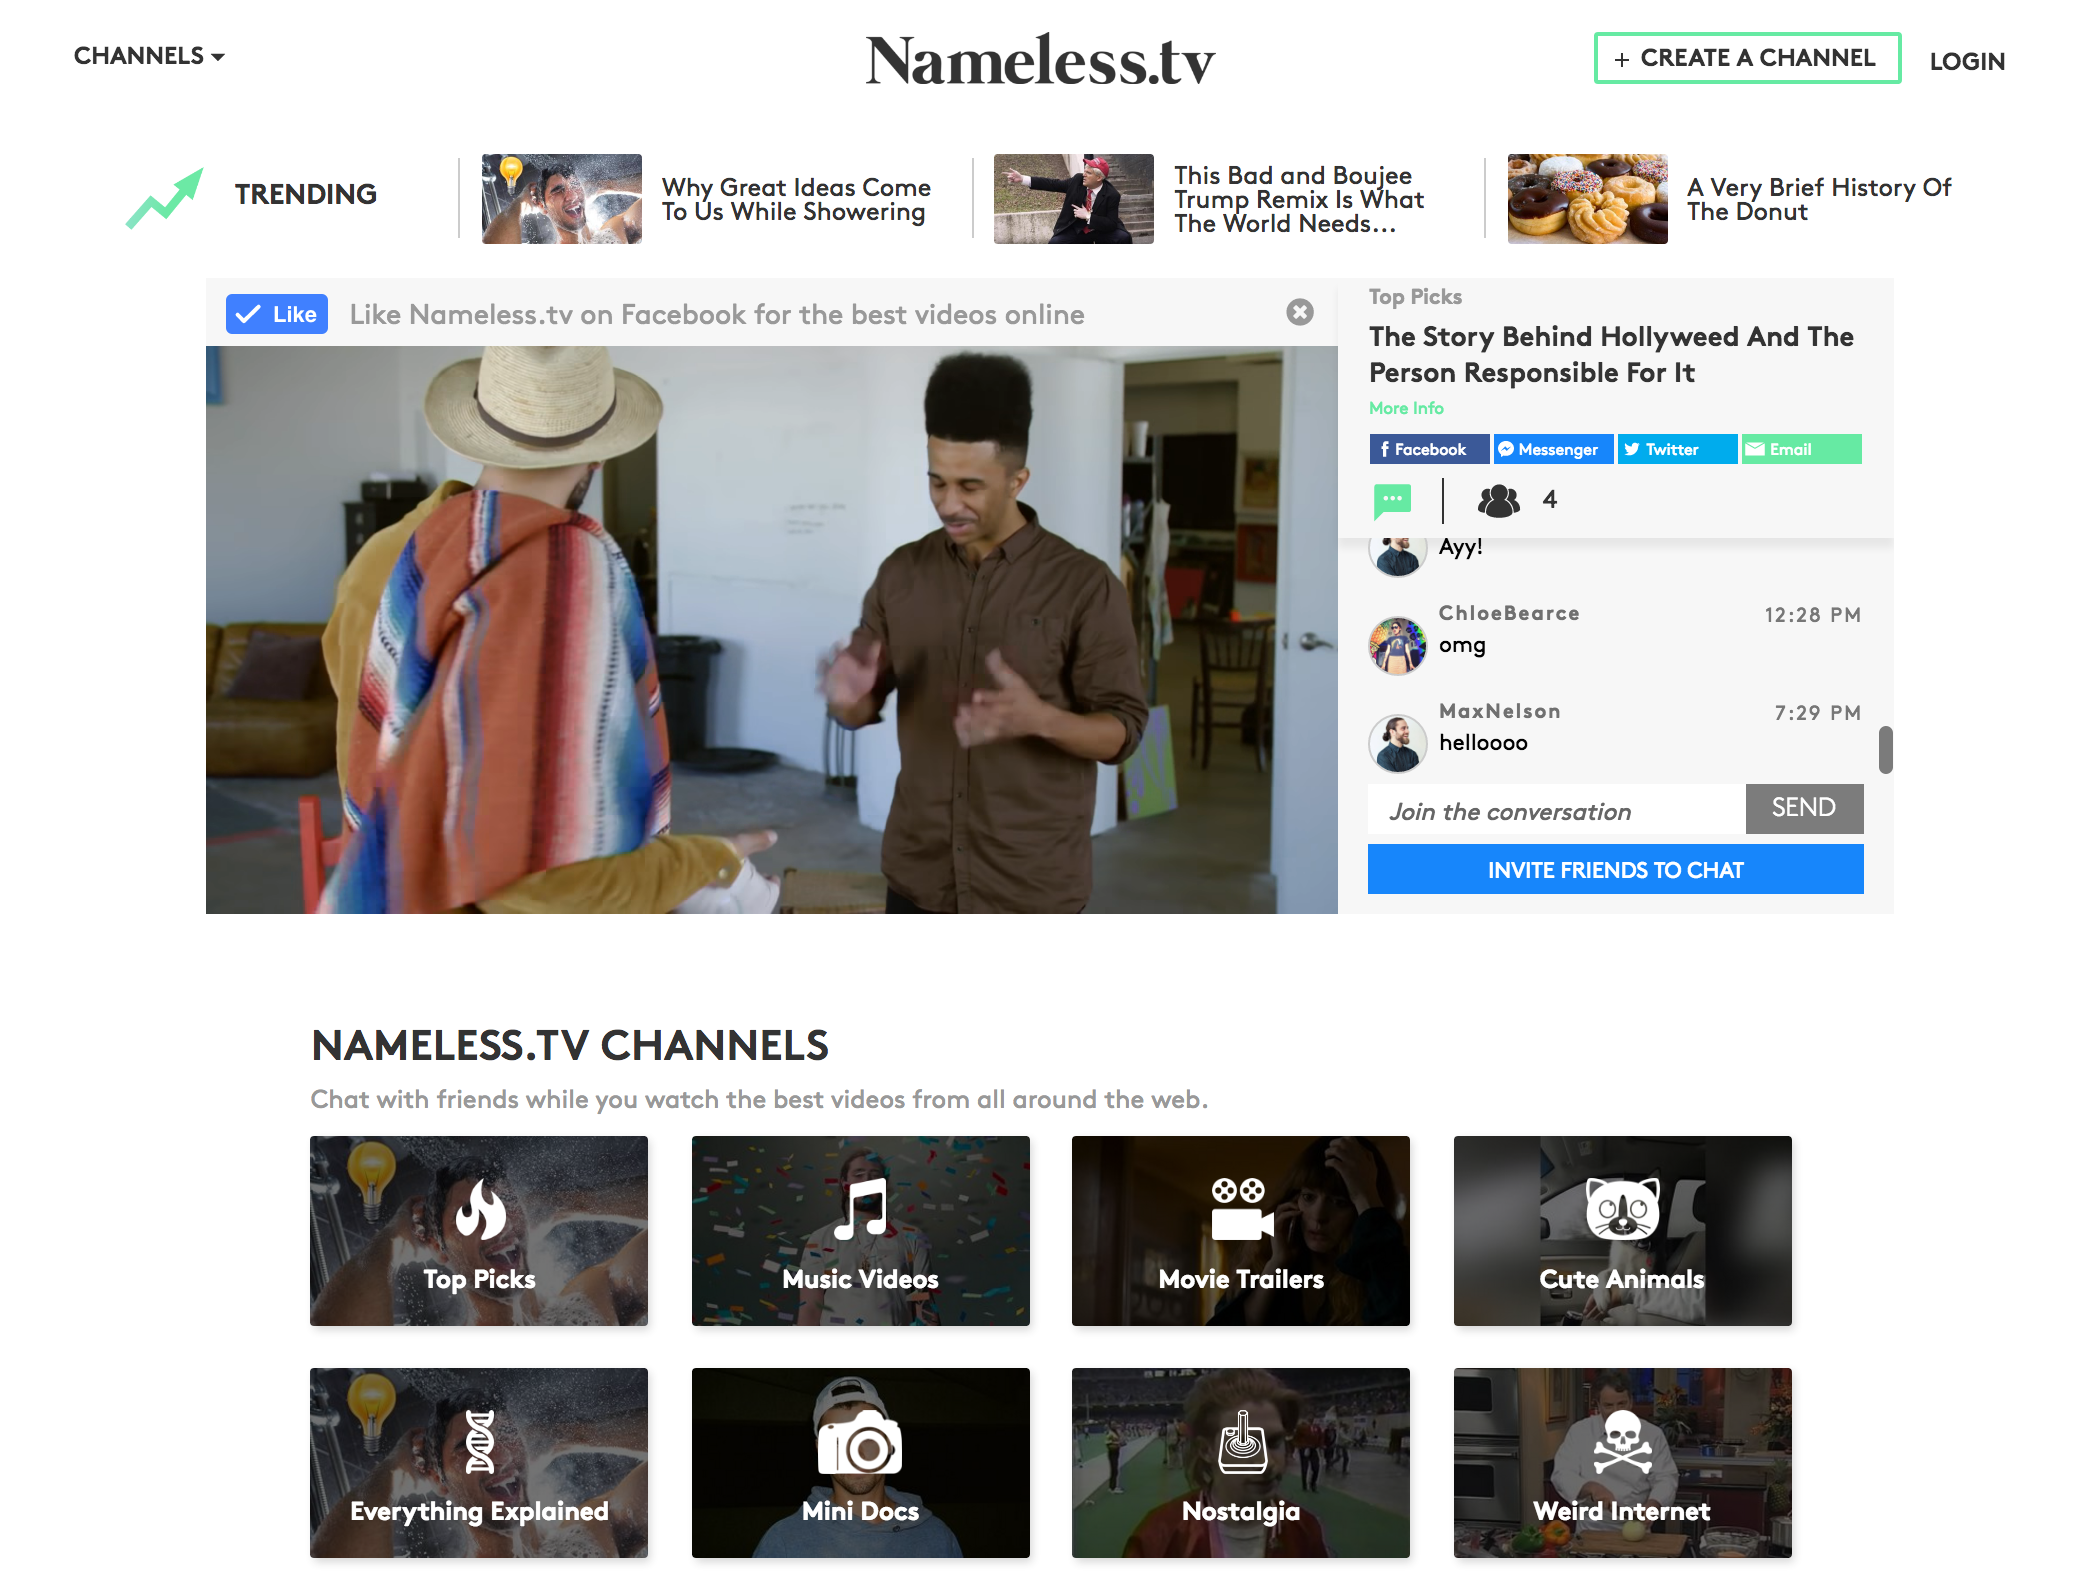 CHANNELS
Nameless.tv
+ CREATE A CHANNEL
LOGIN
TRENDING
Why Great Ideas Come
To Us While Showering
This Bad and Boujee
Trump Remix Is What
The World Needs...
A Very Brief History Of
The Donut
Like
Like Nameless.tv on Facebook for the best videos online
Top Picks
The Story Behind Hollyweed And The
Person Responsible For It
More Info
Facebook
Messenger
Twitter
Email
4
Ayy!
ChloeBearce
12:28 PM
omg
MaxNelson
7:29 PM
helloooo
Join the conversation
SEND
INVITE FRIENDS TO CHAT
NAMELESS.TV CHANNELS
Chat with friends while you watch the best videos from all around the web.
Top Picks
Music Videos
Movie Trailers
Cute Animals
Everything Explained
Mini Docs
Nostalgia
Weird Internet